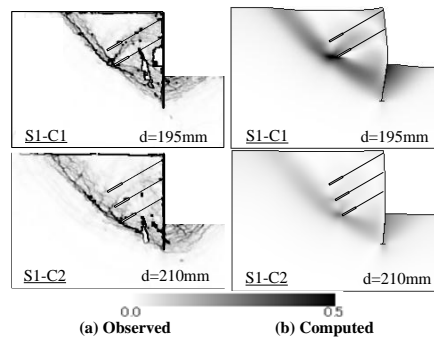 S1-C1 d=195mm S1-C1 d=195mm
S1-C2 d=210mm S1-C2 d=210mm
0.0 0.5
(a) Observed (b) Computed